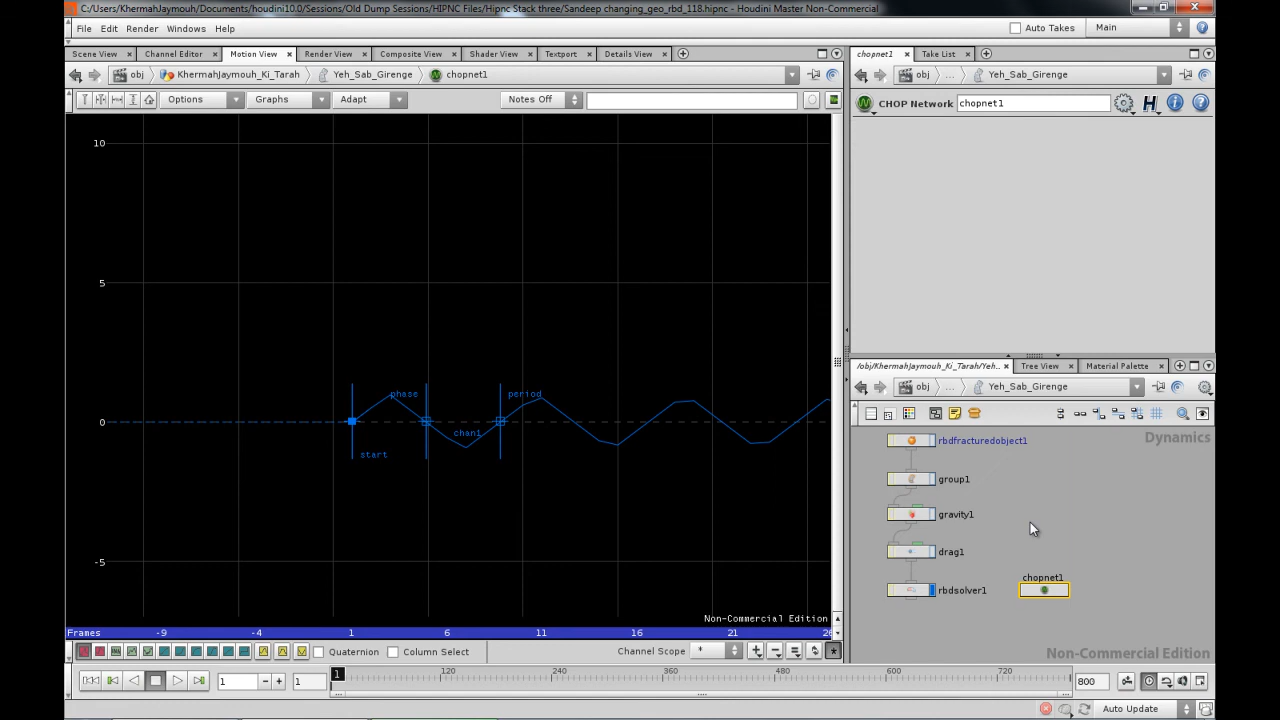 C:/Users/KhermahJaymouh/Documents/houdini10.0/Sessions/Old Dump Sessions/HIPNC Files/Hipnc Stack three/Sandeep changing_geo_rbd_118.hipnc - Houdini Master Non-Commercial
File Edit Render Windows Help Auto Takes Main
Scene View Channel Editor Motion View Render View Composite View Shader View Textport Details View chopnet1 Take List
obj KhermahJaymouh_Ki_Tarah Yeh_Sab_Girenge chopnet1 obj ... Yeh_Sab_Girenge
Options Graphs Adapt Notes Off CHOP Network chopnet1
10
5
phase period
0
chan1
start
-5
Non-Commercial Edition
Frames -9 -4 1 6 11 16 21 26
/obj/KhermahJaymouh_Ki_Tarah/Yeh... Tree View Material Palette
obj ... Yeh_Sab_Girenge
Dynamics
rbdfracturedobject1
group1
gravity1
drag1
chopnet1
rbdsolver1
Non-Commercial Edition
Quaternion Column Select Channel Scope *
1 1 1 120 240 360 480 600 720 800
Auto Update